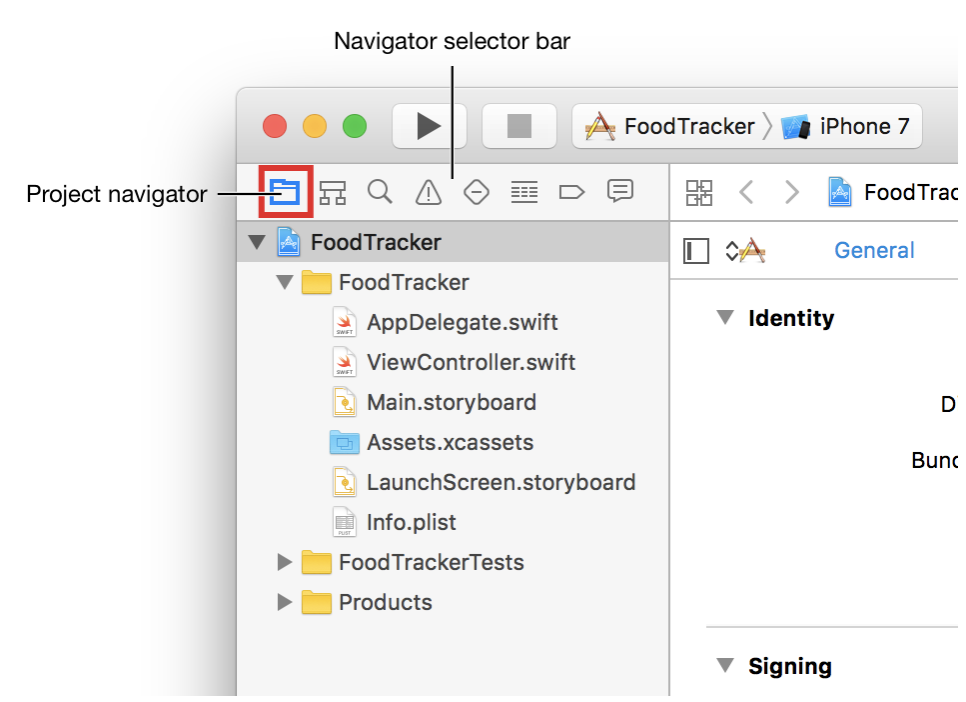 Navigator selector bar
FoodTracker
iPhone 7
Project navigator
FoodTrac
FoodTracker
General
FoodTracker
Identity
AppDelegate.swift
ViewController.swift
Main.storyboard
D
Assets.xcassets
Bund
LaunchScreen.storyboard
Info.plist
FoodTrackerTests
Products
Signing